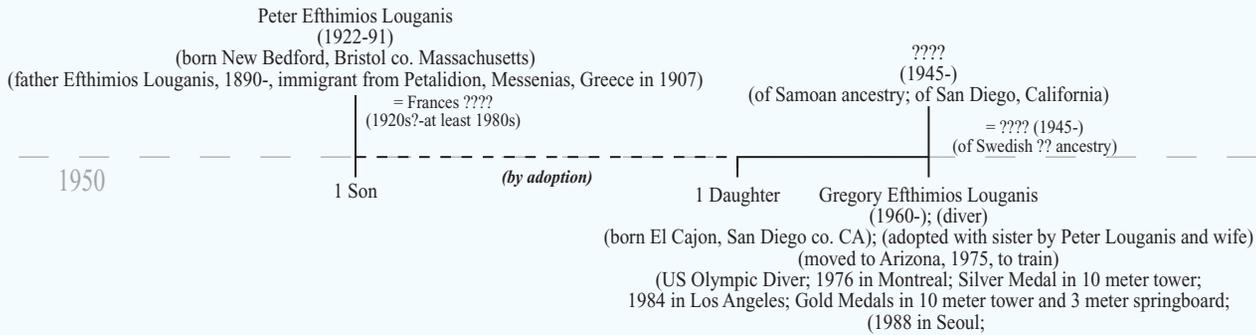 Peter Efthimios Louganis
(1922-91)
(born New Bedford, Bristol co. Massachusetts)
(father Efthimios Louganis, 1890-, immigrant from Petalidion, Messenias, Greece in 1907)
= Frances ????
(1920s?-at least 1980s)
????
(1945-)
(of Samoan ancestry; of San Diego, California)
= ???? (1945-)
(of Swedish ?? ancestry)
1950
1 Son
(by adoption)
1 Daughter
Gregory Efthimios Louganis
(1960-); (diver)
(born El Cajon, San Diego co. CA); (adopted with sister by Peter Louganis and wife)
(moved to Arizona, 1975, to train)
(US Olympic Diver; 1976 in Montreal; Silver Medal in 10 meter tower;
1984 in Los Angeles; Gold Medals in 10 meter tower and 3 meter springboard;
(1988 in Seoul;